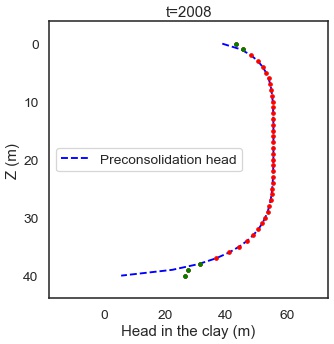 t=2008
0
10
20
30
40
Z (m)
Preconsolidation head
0 20 40 60
Head in the clay (m)